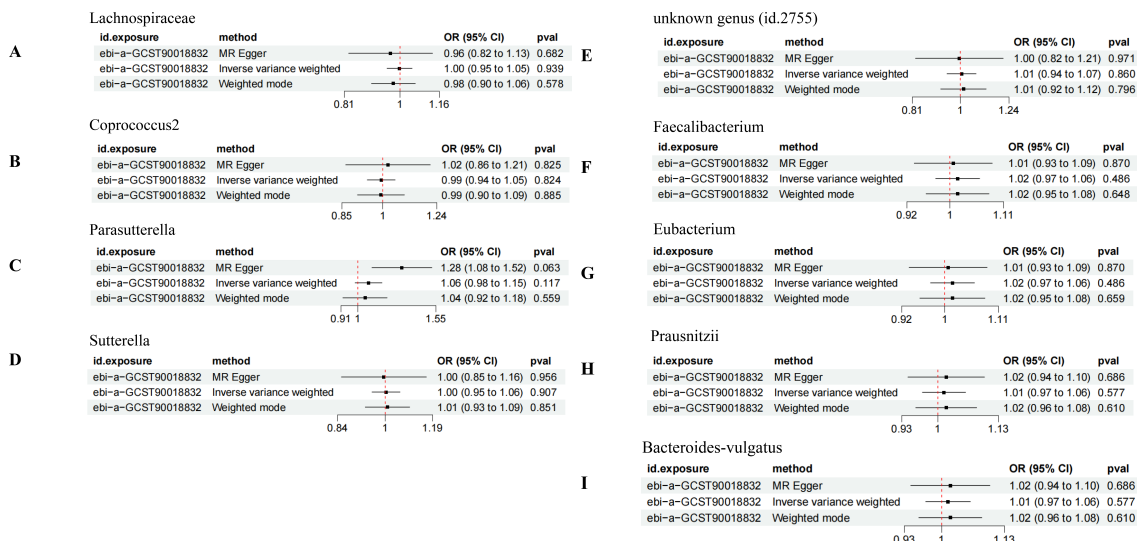 Lachnospiraceae
A
id.exposure method OR (95% CI) pval
ebi−a−GCST90018832 MR Egger 0.96 (0.82 to 1.13) 0.682
ebi−a−GCST90018832 Inverse variance weighted 1.00 (0.95 to 1.05) 0.939
ebi−a−GCST90018832 Weighted mode 0.98 (0.90 to 1.06) 0.578
0.81 1 1.16
Coprococcus2
B
id.exposure method OR (95% CI) pval
ebi−a−GCST90018832 MR Egger 1.02 (0.86 to 1.21) 0.825
ebi−a−GCST90018832 Inverse variance weighted 0.99 (0.94 to 1.05) 0.824
ebi−a−GCST90018832 Weighted mode 0.99 (0.90 to 1.09) 0.885
0.85 1 1.24
Parasutterella
C
id.exposure method OR (95% CI) pval
ebi−a−GCST90018832 MR Egger 1.28 (1.08 to 1.52) 0.063
ebi−a−GCST90018832 Inverse variance weighted 1.06 (0.98 to 1.15) 0.117
ebi−a−GCST90018832 Weighted mode 1.04 (0.92 to 1.18) 0.559
0.91 1 1.55
Sutterella
D
id.exposure method OR (95% CI) pval
ebi−a−GCST90018832 MR Egger 1.00 (0.85 to 1.16) 0.956
ebi−a−GCST90018832 Inverse variance weighted 1.00 (0.95 to 1.06) 0.907
ebi−a−GCST90018832 Weighted mode 1.01 (0.93 to 1.09) 0.851
0.84 1 1.19
unknown genus (id.2755)
E
id.exposure method OR (95% CI) pval
ebi−a−GCST90018832 MR Egger 1.00 (0.82 to 1.21) 0.971
ebi−a−GCST90018832 Inverse variance weighted 1.01 (0.94 to 1.07) 0.860
ebi−a−GCST90018832 Weighted mode 1.01 (0.92 to 1.12) 0.796
0.81 1 1.24
Faecalibacterium
F
id.exposure method OR (95% CI) pval
ebi−a−GCST90018832 MR Egger 1.01 (0.93 to 1.09) 0.870
ebi−a−GCST90018832 Inverse variance weighted 1.02 (0.97 to 1.06) 0.486
ebi−a−GCST90018832 Weighted mode 1.02 (0.95 to 1.08) 0.648
0.92 1 1.11
Eubacterium
G
id.exposure method OR (95% CI) pval
ebi−a−GCST90018832 MR Egger 1.01 (0.93 to 1.09) 0.870
ebi−a−GCST90018832 Inverse variance weighted 1.02 (0.97 to 1.06) 0.486
ebi−a−GCST90018832 Weighted mode 1.02 (0.95 to 1.08) 0.659
0.92 1 1.11
Prausnitzii
H
id.exposure method OR (95% CI) pval
ebi−a−GCST90018832 MR Egger 1.02 (0.94 to 1.10) 0.686
ebi−a−GCST90018832 Inverse variance weighted 1.01 (0.97 to 1.06) 0.577
ebi−a−GCST90018832 Weighted mode 1.02 (0.96 to 1.08) 0.610
0.93 1 1.13
Bacteroides-vulgatus
I
id.exposure method OR (95% CI) pval
ebi−a−GCST90018832 MR Egger 1.02 (0.94 to 1.10) 0.686
ebi−a−GCST90018832 Inverse variance weighted 1.01 (0.97 to 1.06) 0.577
ebi−a−GCST90018832 Weighted mode 1.02 (0.96 to 1.08) 0.610
0.93 1 1.13